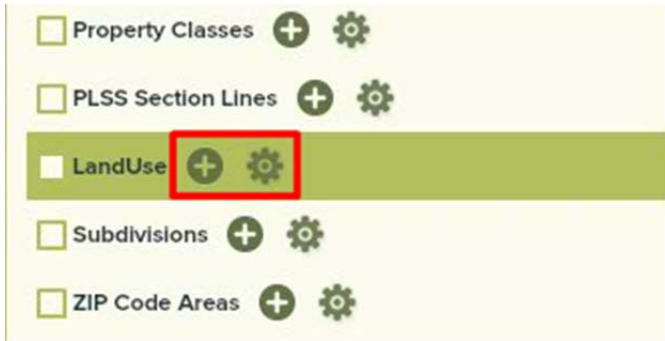 Property Classes
PLSS Section Lines
LandUse
Subdivisions
ZIP Code Areas